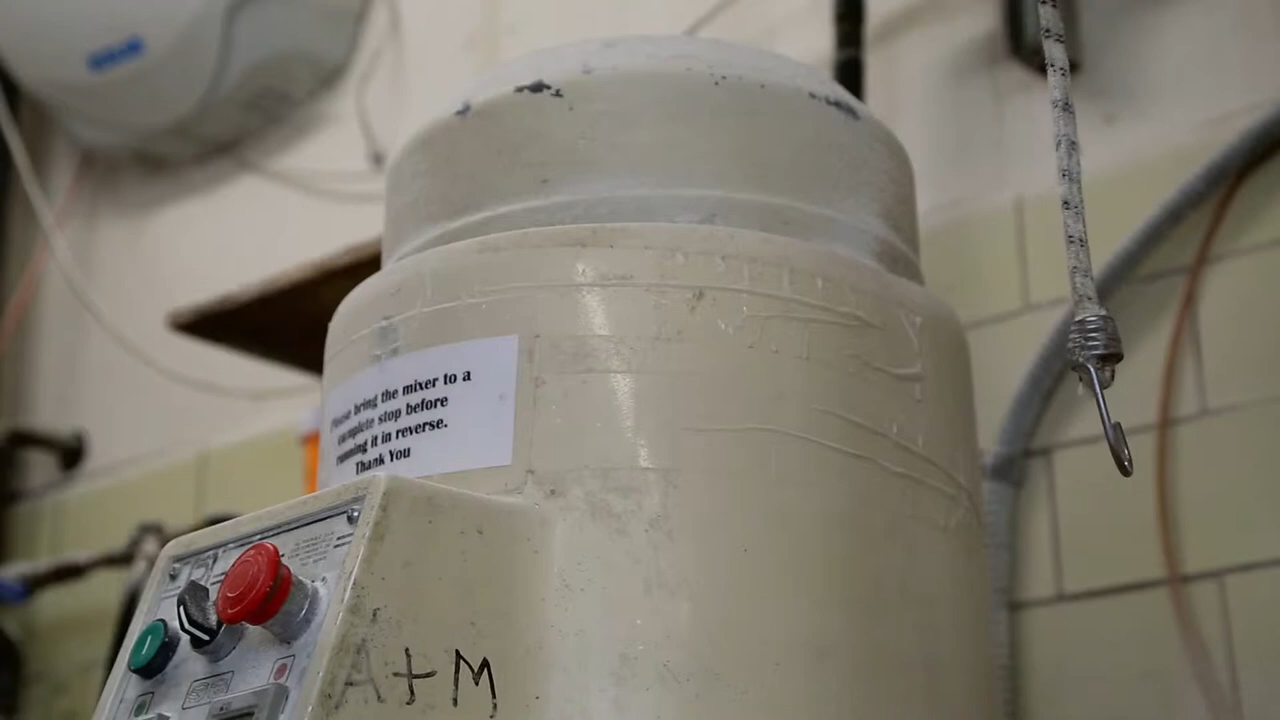 Please bring the mixer to a
complete stop before
running it in reverse.
Thank You
A+M